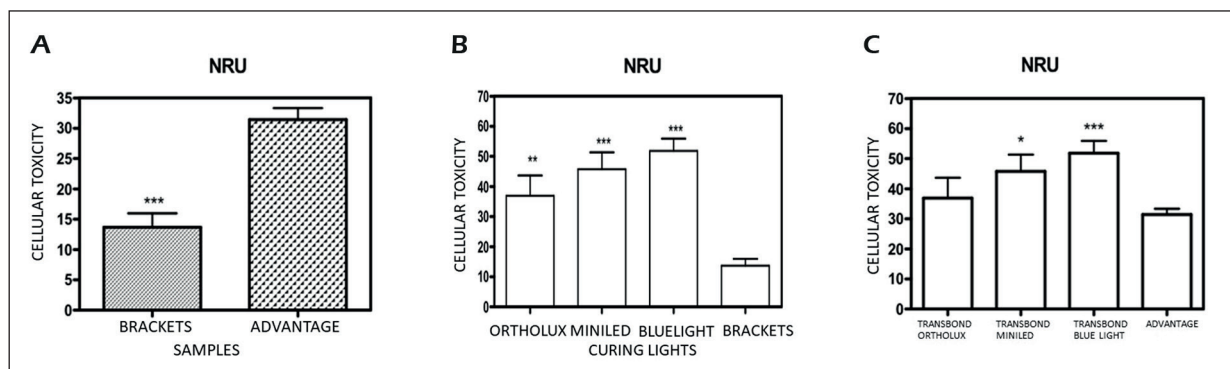 A
NRU
CELLULAR TOXICITY
35
30
25
20
15
10
5
0
***
BRACKETS ADVANTAGE
SAMPLES
B
NRU
CELLULAR TOXICITY
70
60
50
40
30
20
10
0
** *** ***
ORTHOLUX MINILED BLUELIGHT BRACKETS
CURING LIGHTS
C
NRU
CELLULAR TOXICITY
70
60
50
40
30
20
10
0
* ***
TRANSBOND TRANSBOND TRANSBOND ADVANTAGE
ORTHOLUX MINILED BLUE LIGHT